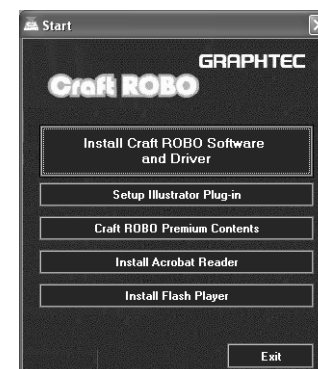 Start
GRAPHTEC
Craft ROBO
Install Craft ROBO Software
and Driver
Setup Illustrator Plug-in
Craft ROBO Premium Contents
Install Acrobat Reader
Install Flash Player
Exit